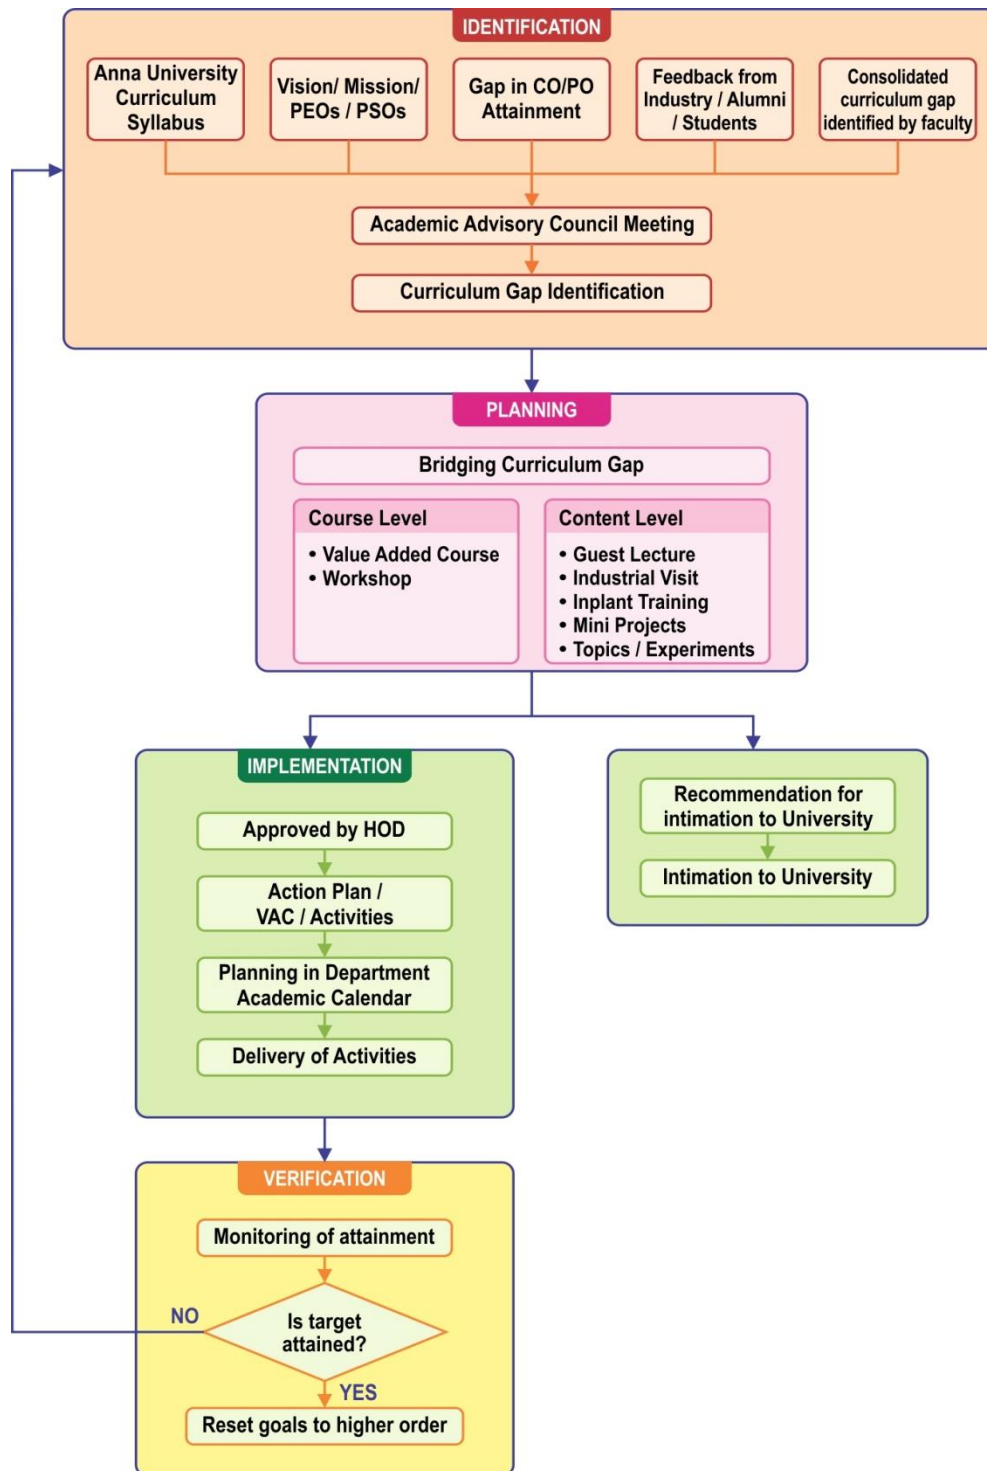 IDENTIFICATION
Anna University
Curriculum
Syllabus
Vision/ Mission/
PEOs / PSOs
Gap in CO/PO
Attainment
Feedback from
Industry / Alumni
/ Students
Consolidated
curriculum gap
identified by faculty
Academic Advisory Council Meeting
Curriculum Gap Identification
PLANNING
Bridging Curriculum Gap
Course Level
• Value Added Course
• Workshop
Content Level
• Guest Lecture
• Industrial Visit
• Inplant Training
• Mini Projects
• Topics / Experiments
IMPLEMENTATION
Approved by HOD
Action Plan /
VAC / Activities
Planning in Department
Academic Calendar
Delivery of Activities
Recommendation for
intimation to University
Intimation to University
VERIFICATION
Monitoring of attainment
Is target
attained?
NO
YES
Reset goals to higher order